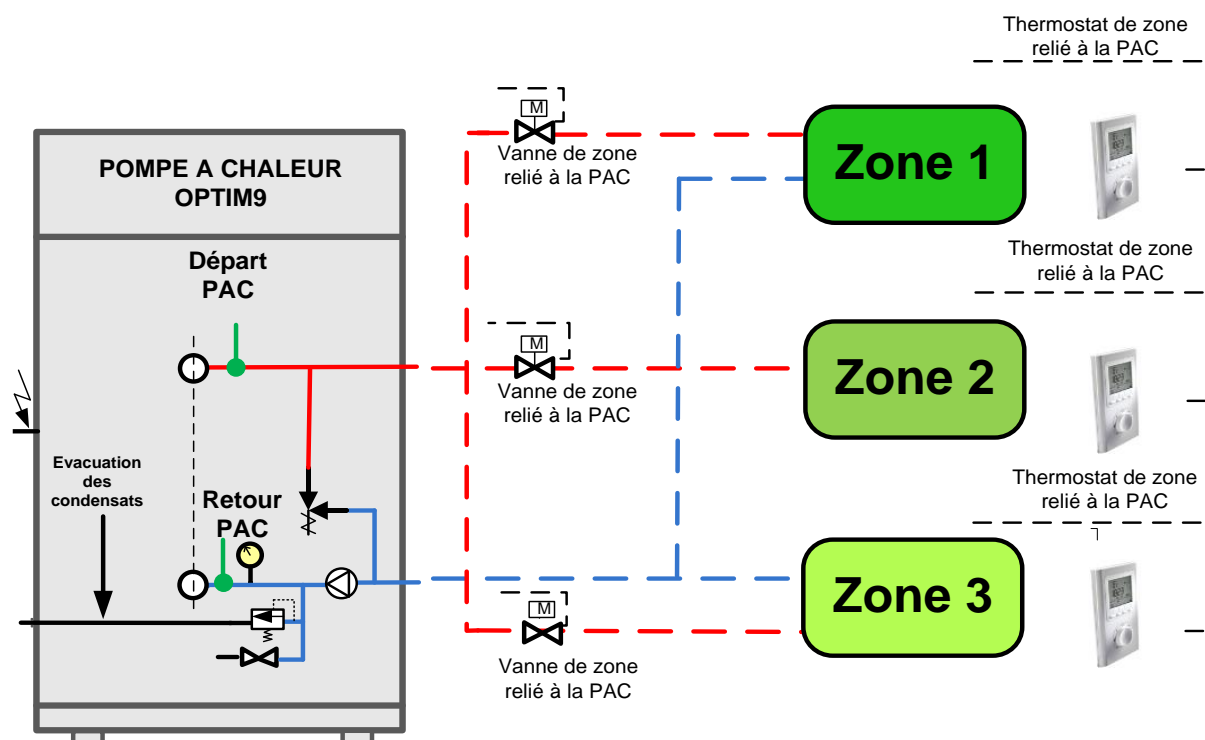 Thermostat de zone
relié à la PAC
M
Vanne de zone
relié à la PAC
Zone 1
POMPE A CHALEUR
OPTIM9
Départ
PAC
Thermostat de zone
relié à la PAC
M
Vanne de zone
relié à la PAC
Zone 2
Evacuation
des
condensats
Retour
PAC
Thermostat de zone
relié à la PAC
M
Zone 3
Vanne de zone
relié à la PAC